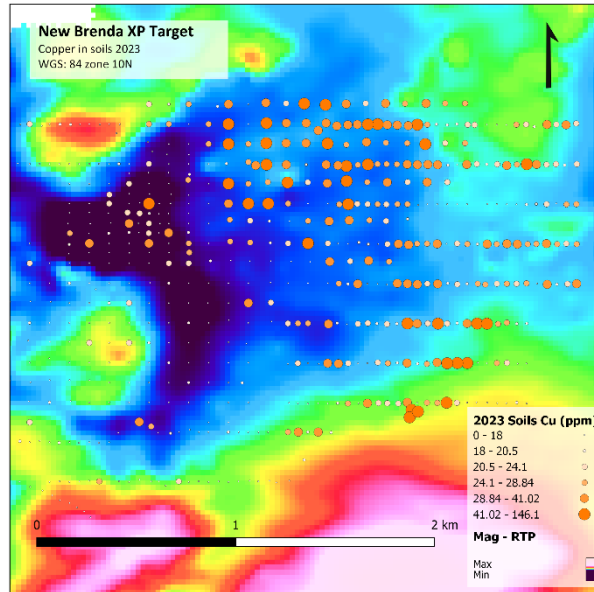 New Brenda XP Target
Copper in soils 2023
WGS: 84 zone 10N
2023 Soils Cu (ppm)
0 - 18
18 - 20.5
20.5 - 24.1
24.1 - 28.84
28.84 - 41.02
41.02 - 146.1
Mag - RTP
Max
Min
0
1
2 km